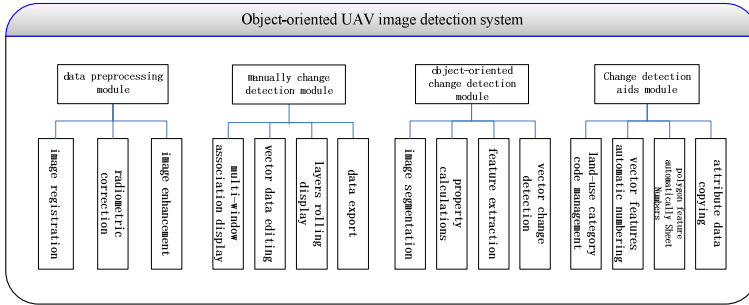 Object-oriented UAV image detection system
data preprocessing
module
manually change
detection module
object-oriented
change detection
module
Change detection
aids module
image registration
radiometric
correction
image enhancement
multi-window
association display
vector data editing
layers rolling
display
data export
image segmentation
property
calculations
feature extraction
vector change
detection
land-use category
code management
vector features
automatic numbering
polygon feature
automatically Sheet
Numbers
attribute data
copying